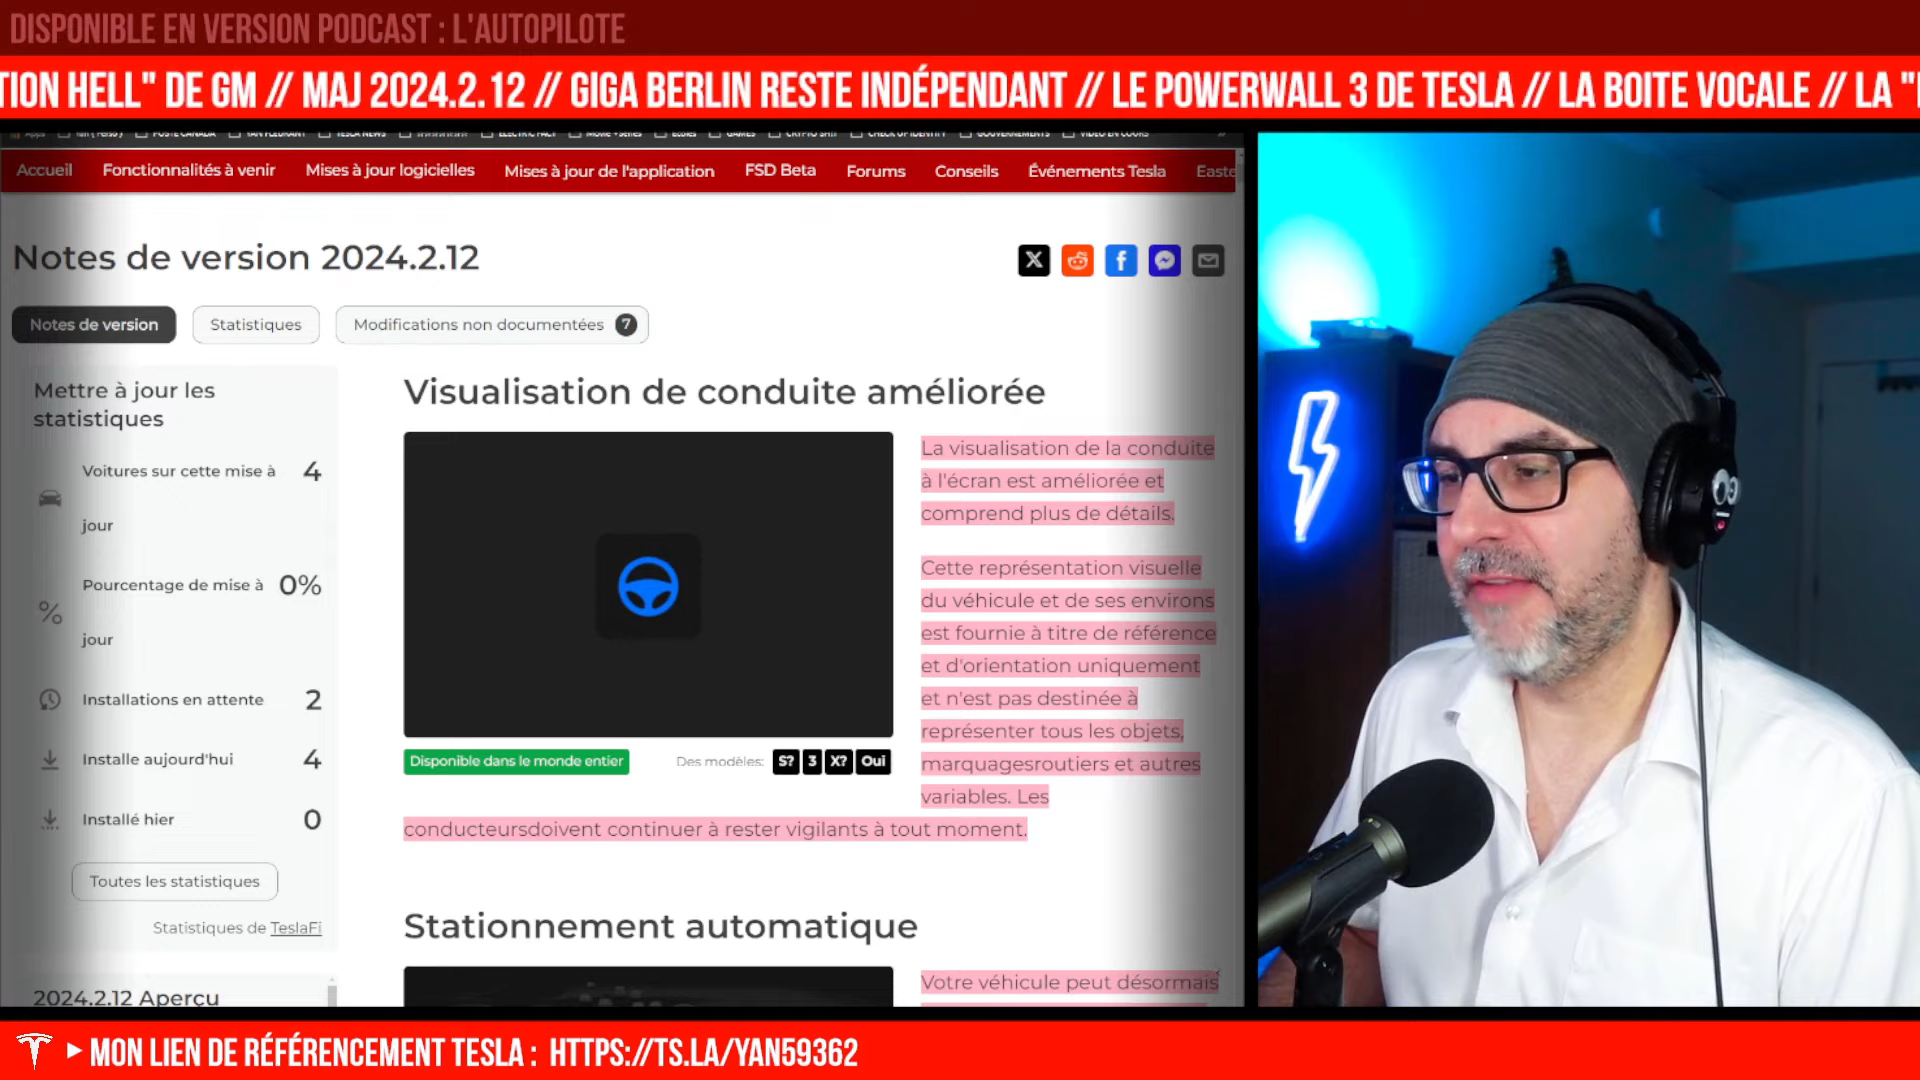 DISPONIBLE EN VERSION PODCAST : L'AUTOPILOTE
TION HELL" DE GM // MAJ 2024.2.12 // GIGA BERLIN RESTE INDÉPENDANT // LE POWERWALL 3 DE TESLA // LA BOITE VOCALE // LA "
Accueil Fonctionnalités à venir Mises à jour logicielles Mises à jour de l'application FSD Beta Forums Conseils Événements Tesla Easte
Notes de version 2024.2.12
Notes de version Statistiques Modifications non documentées 7
Mettre à jour les
statistiques
Voitures sur cette mise à
jour
4
Pourcentage de mise à
jour
0%
Installations en attente 2
Installe aujourd'hui 4
Installé hier 0
Toutes les statistiques
Statistiques de TeslaFi
2024.2.12 Aperçu
Visualisation de conduite améliorée
La visualisation de la conduite
à l'écran est améliorée et
comprend plus de détails.
Cette représentation visuelle
du véhicule et de ses environs
est fournie à titre de référence
et d'orientation uniquement
et n'est pas destinée à
représenter tous les objets,
marquagesroutiers et autres
variables. Les
conducteursdoivent continuer à rester vigilants à tout moment.
Disponible dans le monde entier Des modèles: S? 3 X? Oui
Stationnement automatique
Votre véhicule peut désormais
MON LIEN DE RÉFÉRENCEMENT TESLA : HTTPS://TS.LA/YAN59362